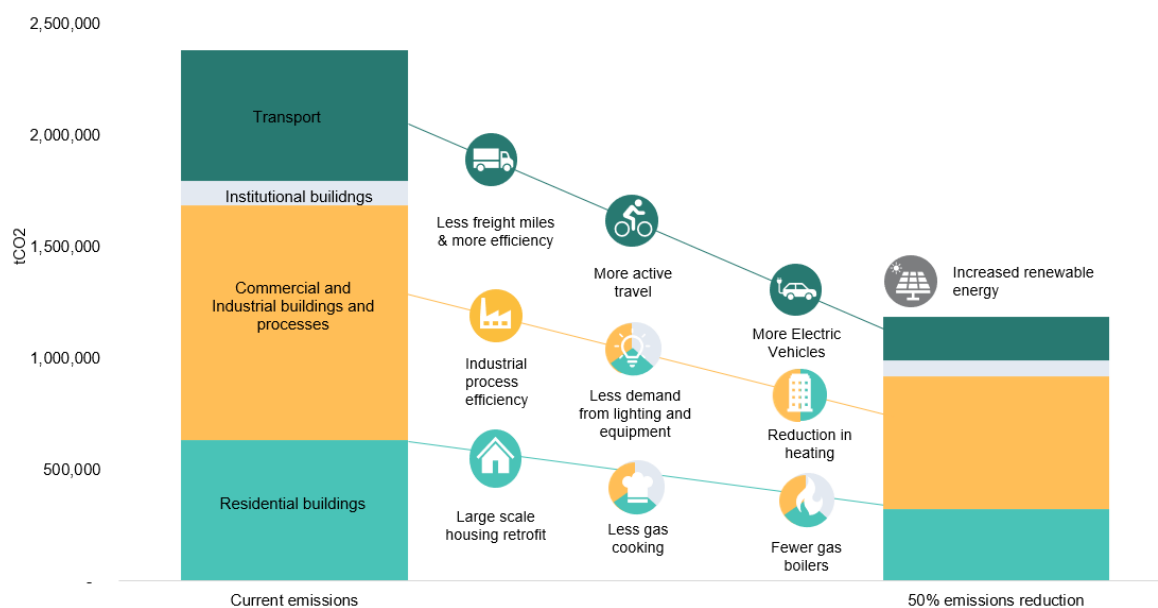 2,500,000
2,000,000
1,500,000
1,000,000
500,000
-
tCO2
Transport
Institutional builidngs
Commercial and
Industrial buildings and
processes
Residential buildings
Less freight miles
& more efficiency
More active
travel
More Electric
Vehicles
Increased renewable
energy
Industrial
process
efficiency
Less demand
from lighting and
equipment
Reduction in
heating
Large scale
housing retrofit
Less gas
cooking
Fewer gas
boilers
Current emissions
50% emissions reduction